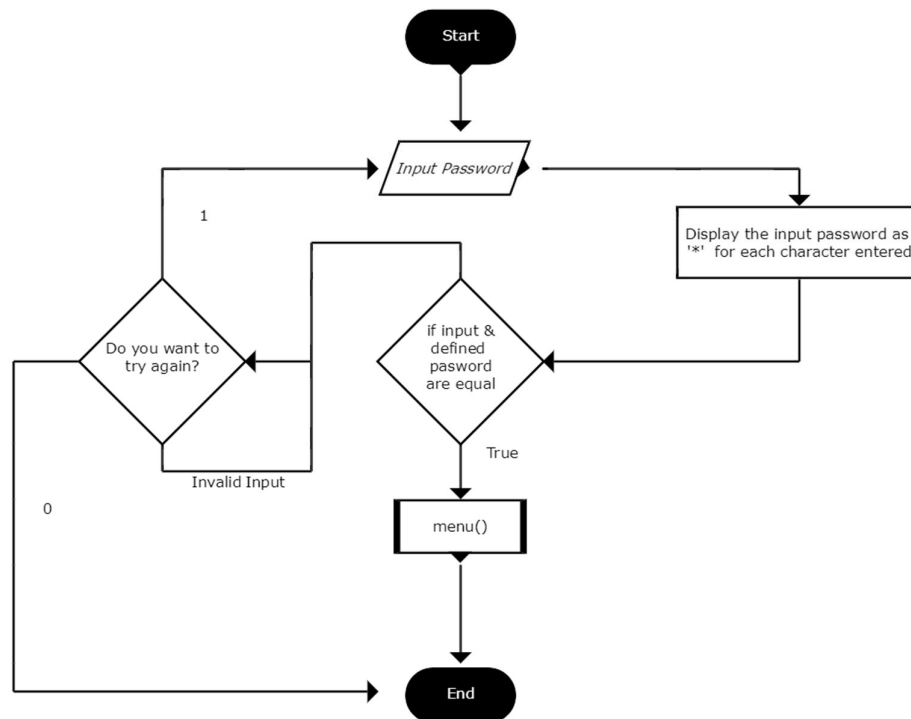 Start
Input Password
1
Display the input password as
'*' for each character entered
Do you want to
try again?
if input &
defined
pasword
are equal
True
Invalid Input
0
menu()
End